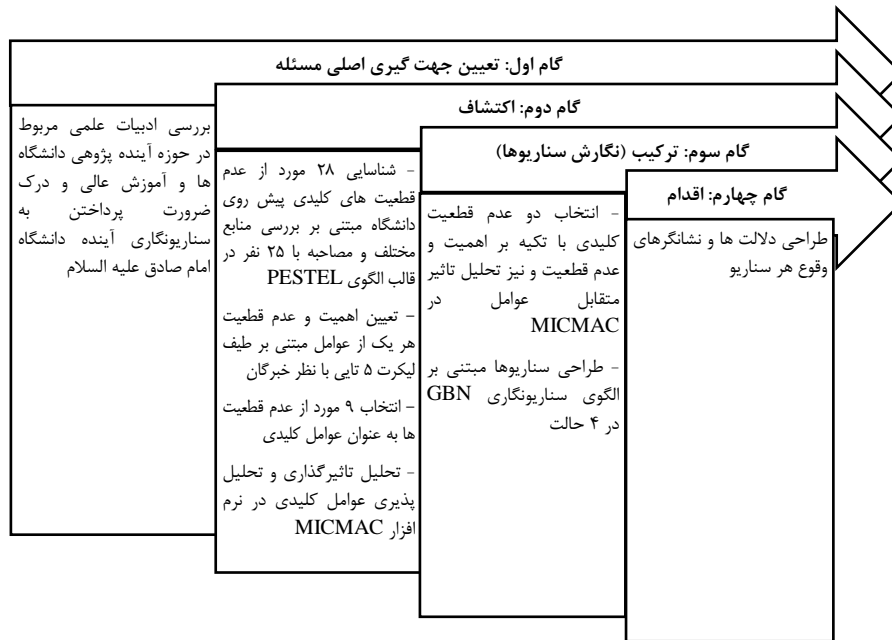 گام اول: تعیین جهت گیری اصلی مسئله
بررسی ادبیات علمی مربوط
در حوزه آینده پژوهی دانشگاه
ها و آموزش عالی و درک
ضرورت پرداختن به
سناریونگاری آینده دانشگاه
امام صادق علیه السلام
گام دوم: اکتشاف
- شناسایی ۲۸ مورد از عدم
قطعیت های کلیدی پیش روی
دانشگاه مبتنی بر بررسی منابع
مختلف و مصاحبه با ۲۵ نفر در
قالب الگوی PESTEL
- تعیین اهمیت و عدم قطعیت
هر یک از عوامل مبتنی بر طیف
لیکرت ۵ تایی با نظر خبرگان
- انتخاب ۹ مورد از عدم قطعیت
ها به عنوان عوامل کلیدی
- تحلیل تاثیرگذاری و تحلیل
پذیری عوامل کلیدی در نرم
افزار MICMAC
گام سوم: ترکیب (نگارش سناریوها)
- انتخاب دو عدم قطعیت
کلیدی با تکیه بر اهمیت و
عدم قطعیت و نیز تحلیل تاثیر
متقابل عوامل در
MICMAC
- طراحی سناریوها مبتنی بر
الگوی سناریونگاری GBN
در ۴ حالت
گام چهارم: اقدام
طراحی دلالت ها و نشانگرهای
وقوع هر سناریو